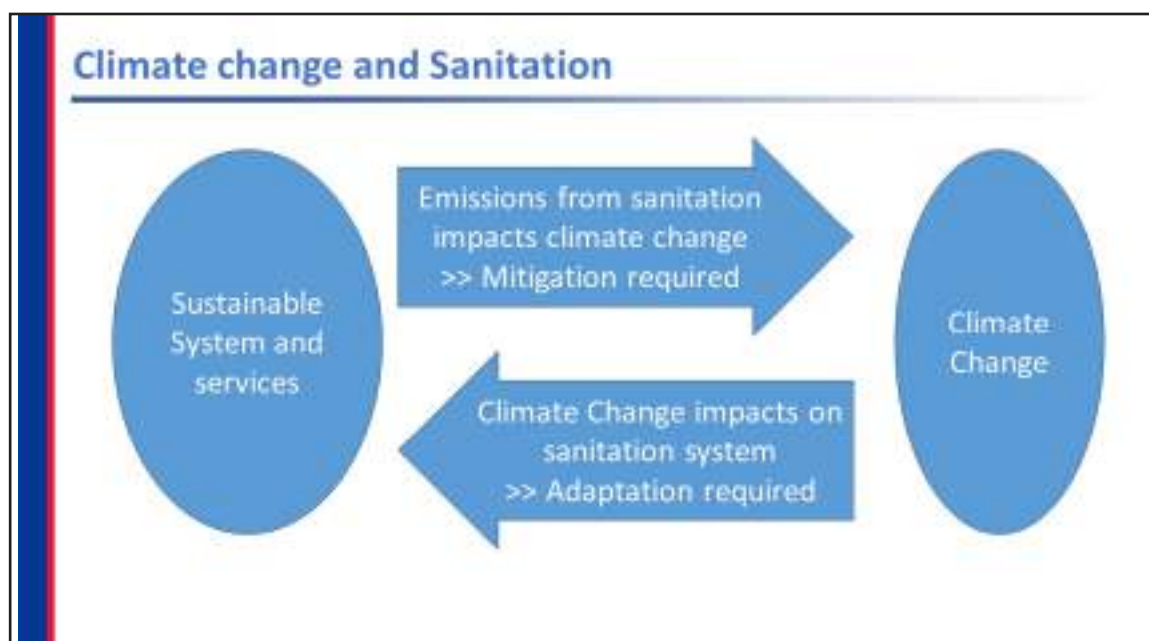 Climate change and Sanitation
Sustainable
System and
services
Emissions from sanitation
impacts climate change
>> Mitigation required
Climate Change impacts on
sanitation system
>> Adaptation required
Climate
Change